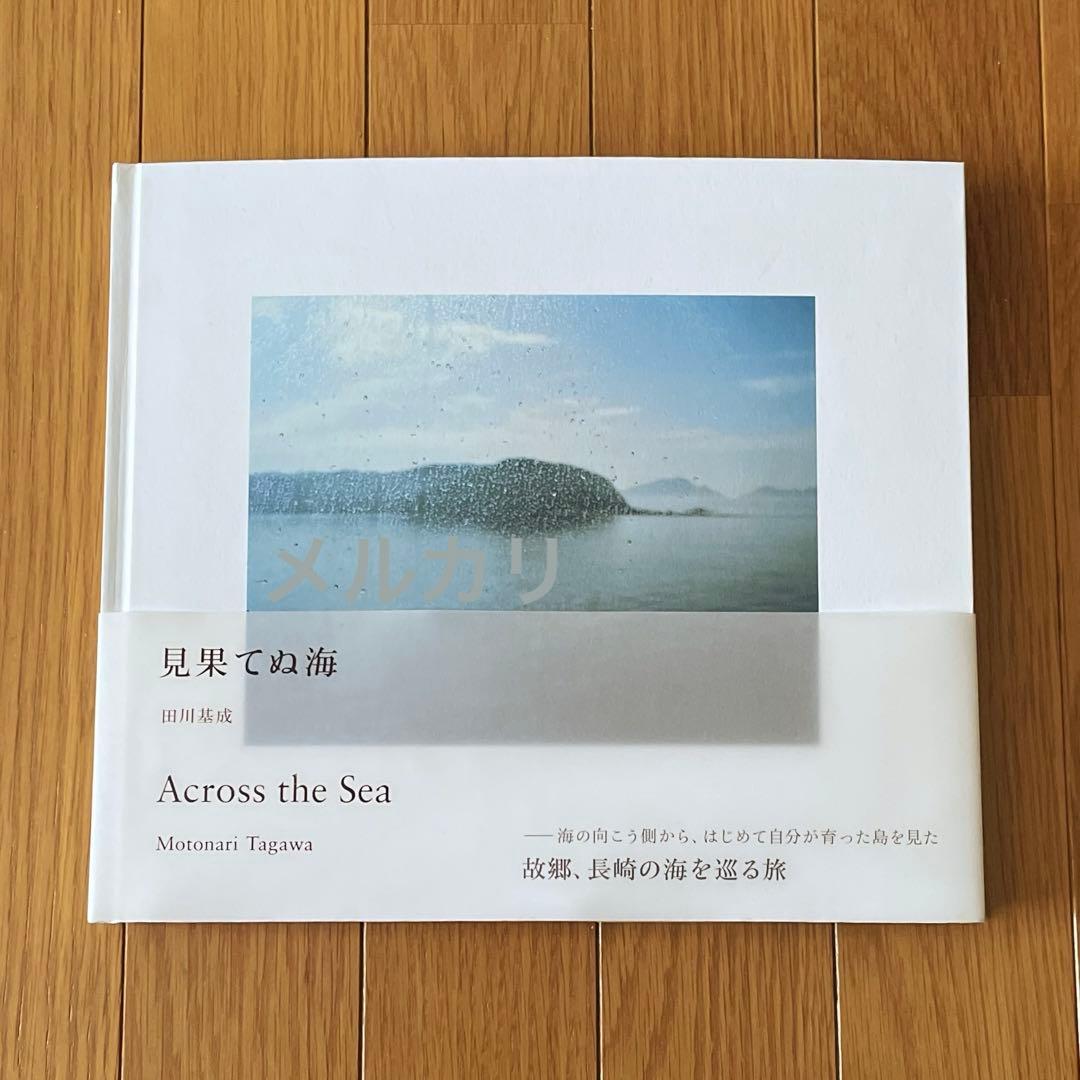 メルカリ
見果てぬ海
田川基成
Across the Sea
Motonari Tagawa
——海の向こう側から、はじめて自分が育った島を見た
故郷、長崎の海を巡る旅